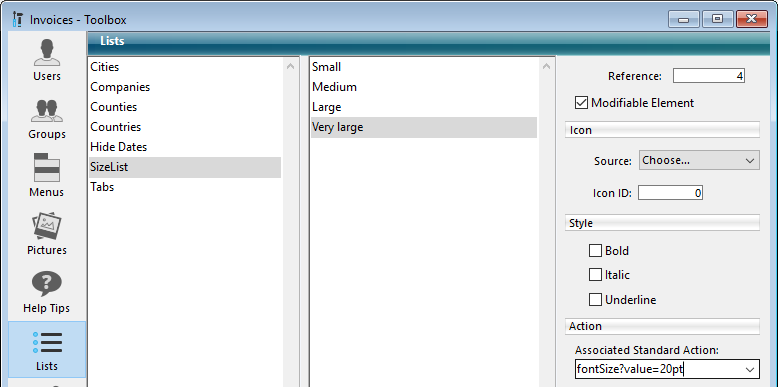 Invoices - Toolbox
Users
Groups
Menus
Pictures
Help Tips
Lists
Lists
Cities
Companies
Counties
Countries
Hide Dates
SizeList
Tabs
Small
Medium
Large
Very large
Reference: 4
Modifiable Element
Icon
Source: Choose...
Icon ID: 0
Style
Bold
Italic
Underline
Action
Associated Standard Action:
fontSize?value=20pt